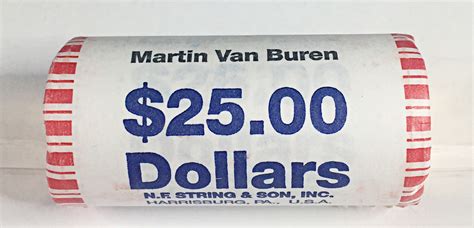 Martin Van Buren
$25.00
Dollars
N.F. STRING & SON, INC.
HARRISBURG, PA., U.S.A.